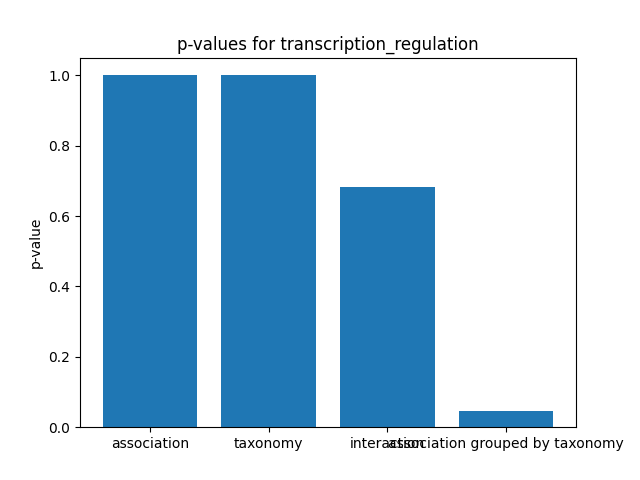 p-values for transcription_regulation
p-value
1.0
0.8
0.6
0.4
0.2
0.0
association
taxonomy
interaction
association grouped by taxonomy